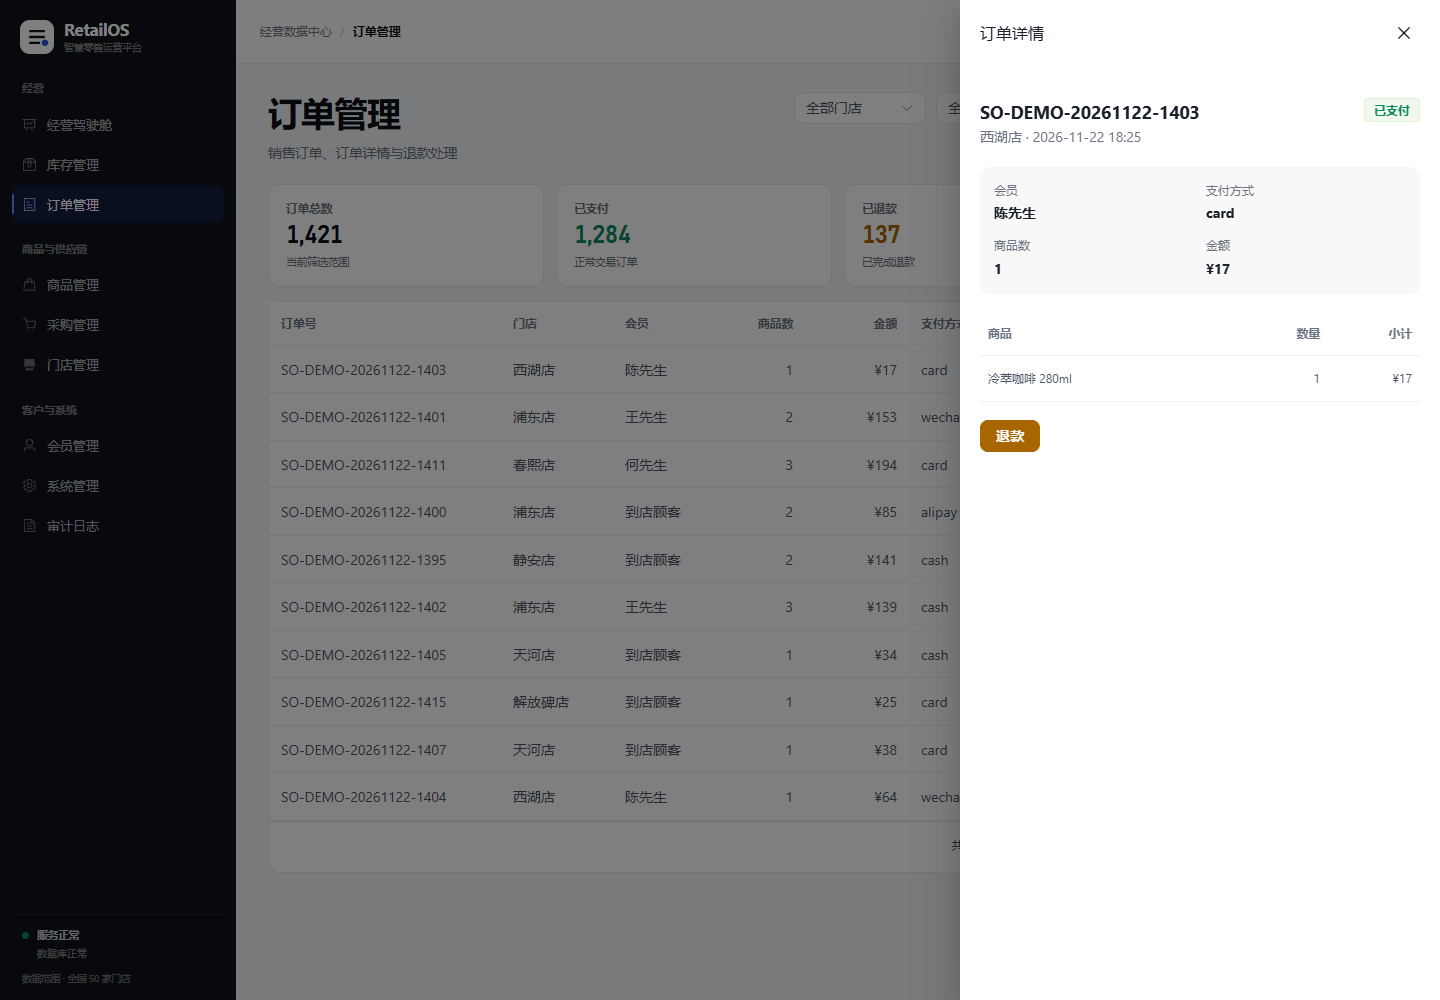 RetailOS
智慧零售运营平台
经营
经营驾驶舱
库存管理
订单管理
商品与供应链
商品管理
采购管理
门店管理
客户与系统
会员管理
系统管理
审计日志
服务正常
数据库正常
数据范围 · 全国 50 家门店
经营数据中心 / 订单管理
订单管理
销售订单、订单详情与退款处理
全部门店
全
订单总数
1,421
当前筛选范围
已支付
1,284
正常交易订单
已退款
137
已完成退款
订单号 门店 会员 商品数 金额 支付方式
SO-DEMO-20261122-1403 西湖店 陈先生 1 ¥17 card
SO-DEMO-20261122-1401 浦东店 王先生 2 ¥153 wecha
SO-DEMO-20261122-1411 春熙店 何先生 3 ¥194 card
SO-DEMO-20261122-1400 浦东店 到店顾客 2 ¥85 alipay
SO-DEMO-20261122-1395 静安店 到店顾客 2 ¥141 cash
SO-DEMO-20261122-1402 浦东店 王先生 3 ¥139 cash
SO-DEMO-20261122-1405 天河店 到店顾客 1 ¥34 cash
SO-DEMO-20261122-1415 解放碑店 到店顾客 1 ¥25 card
SO-DEMO-20261122-1407 天河店 到店顾客 1 ¥38 card
SO-DEMO-20261122-1404 西湖店 陈先生 1 ¥64 wecha
共
订单详情
SO-DEMO-20261122-1403
已支付
西湖店 · 2026-11-22 18:25
会员 支付方式
陈先生 card
商品数 金额
1 ¥17
商品 数量 小计
冷萃咖啡 280ml 1 ¥17
退款